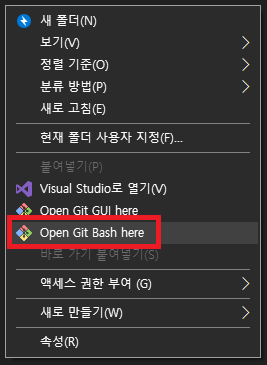 새 폴더(N)
보기(V)
정렬 기준(O)
분류 방법(P)
새로 고침(E)
현재 폴더 사용자 지정(F)...
붙여넣기(P)
Visual Studio로 열기(V)
Open Git GUI here
Open Git Bash here
바로 가기 붙여넣기(S)
액세스 권한 부여 (G)
새로 만들기(W)
속성(R)